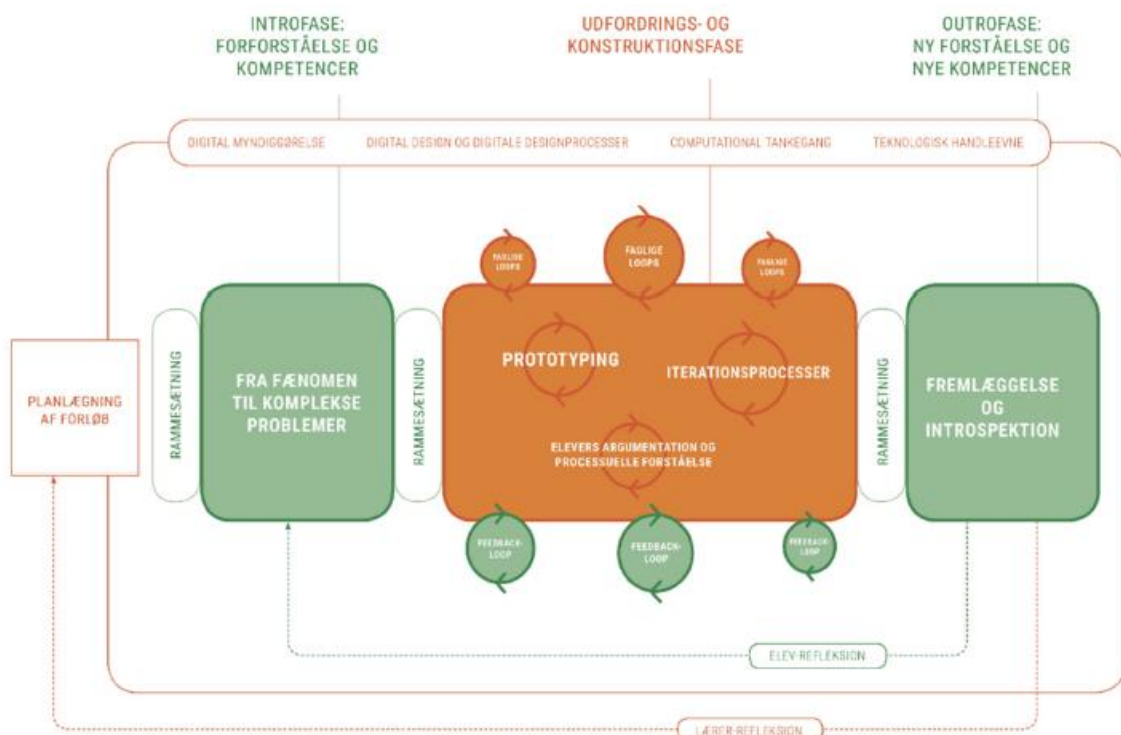 INTROFASE:
FORFORSTÅELSE OG
KOMPETENCER
UDFORDRINGS- OG
KONSTRUKTIONSFASE
OUTROFASE:
NY FORSTÅELSE OG
NYE KOMPETENCER
DIGITAL MYNDIGGØRELSE
DIGITAL DESIGN OG DIGITALE DESIGNPROCESSER
COMPUTATIONAL TANKEGANG
TEKNOLOGISK HANDLEEVNE
FAGLIGE
LOOPS
FAGLIGE
LOOPS
FAGLIGE
LOOPS
PLANLÆGNING
AF FORLØB
RAMMESÆTNING
FRA FÆNOMEN
TIL KOMPLEKSE
PROBLEMER
RAMMESÆTNING
PROTOTYPING
ITERATIONSPROCESSER
ELEVERS ARGUMENTATION OG
PROCESSUELLE FORSTÅELSE
RAMMESÆTNING
FREMLÆGGELSE
OG
INTROSPEKTION
FEEDBACK-
LOOP
FEEDBACK-
LOOP
FEEDBACK-
LOOP
ELEV-REFLEKSION
LÆRER-REFLEKSION